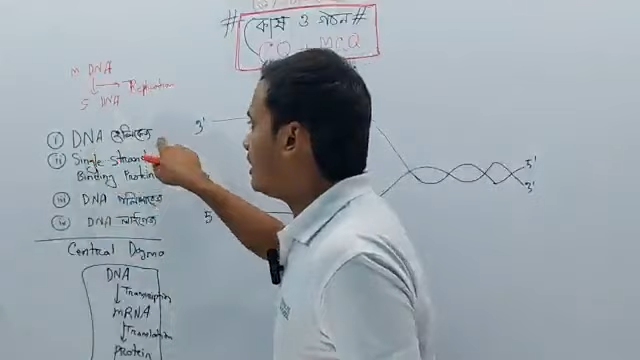 # কোষ ও গঠন #
CQ + MCQ
m DNA
→ Replication
S DNA
i DNA হেলিকেজ
ii Single strand
Binding Protein
iii DNA পলিমারেজ
iv DNA লাইগেজ
Central Dogma
DNA
↓ Transcription
mRNA
↓ Translation
Protein
3'
5
5'
3'